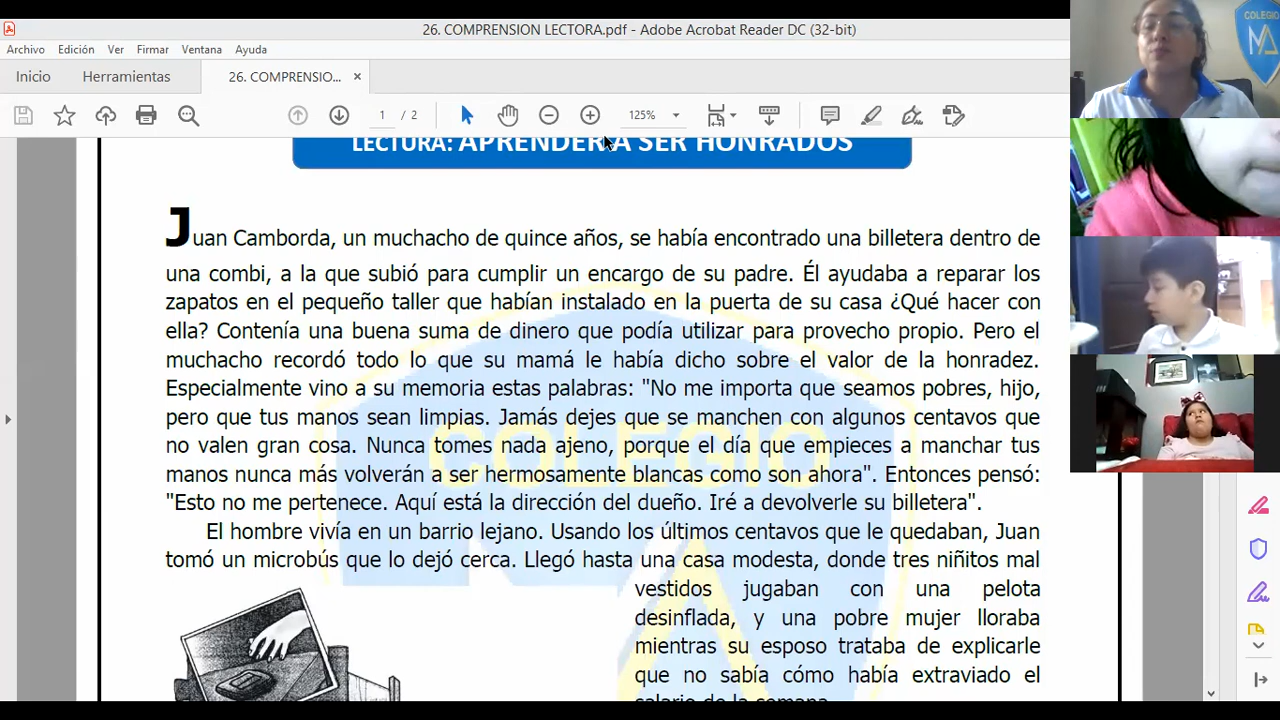 26. COMPRENSION LECTORA.pdf - Adobe Acrobat Reader DC (32-bit)
Archivo Edición Ver Firmar Ventana Ayuda
Inicio Herramientas 26. COMPRENSIO... ×
1 / 2 125%
LECTURA: APRENDER A SER HONRADOS
Juan Camborda, un muchacho de quince años, se había encontrado una billetera dentro de
una combi, a la que subió para cumplir un encargo de su padre. Él ayudaba a reparar los
zapatos en el pequeño taller que habían instalado en la puerta de su casa ¿Qué hacer con
ella? Contenía una buena suma de dinero que podía utilizar para provecho propio. Pero el
muchacho recordó todo lo que su mamá le había dicho sobre el valor de la honradez.
Especialmente vino a su memoria estas palabras: "No me importa que seamos pobres, hijo,
pero que tus manos sean limpias. Jamás dejes que se manchen con algunos centavos que
no valen gran cosa. Nunca tomes nada ajeno, porque el día que empieces a manchar tus
manos nunca más volverán a ser hermosamente blancas como son ahora". Entonces pensó:
"Esto no me pertenece. Aquí está la dirección del dueño. Iré a devolverle su billetera".
El hombre vivía en un barrio lejano. Usando los últimos centavos que le quedaban, Juan
tomó un microbús que lo dejó cerca. Llegó hasta una casa modesta, donde tres niñitos mal
vestidos jugaban con una pelota
desinflada, y una pobre mujer lloraba
mientras su esposo trataba de explicarle
que no sabía cómo había extraviado el
salario de la semana.
COLEGIO
COLEGIO